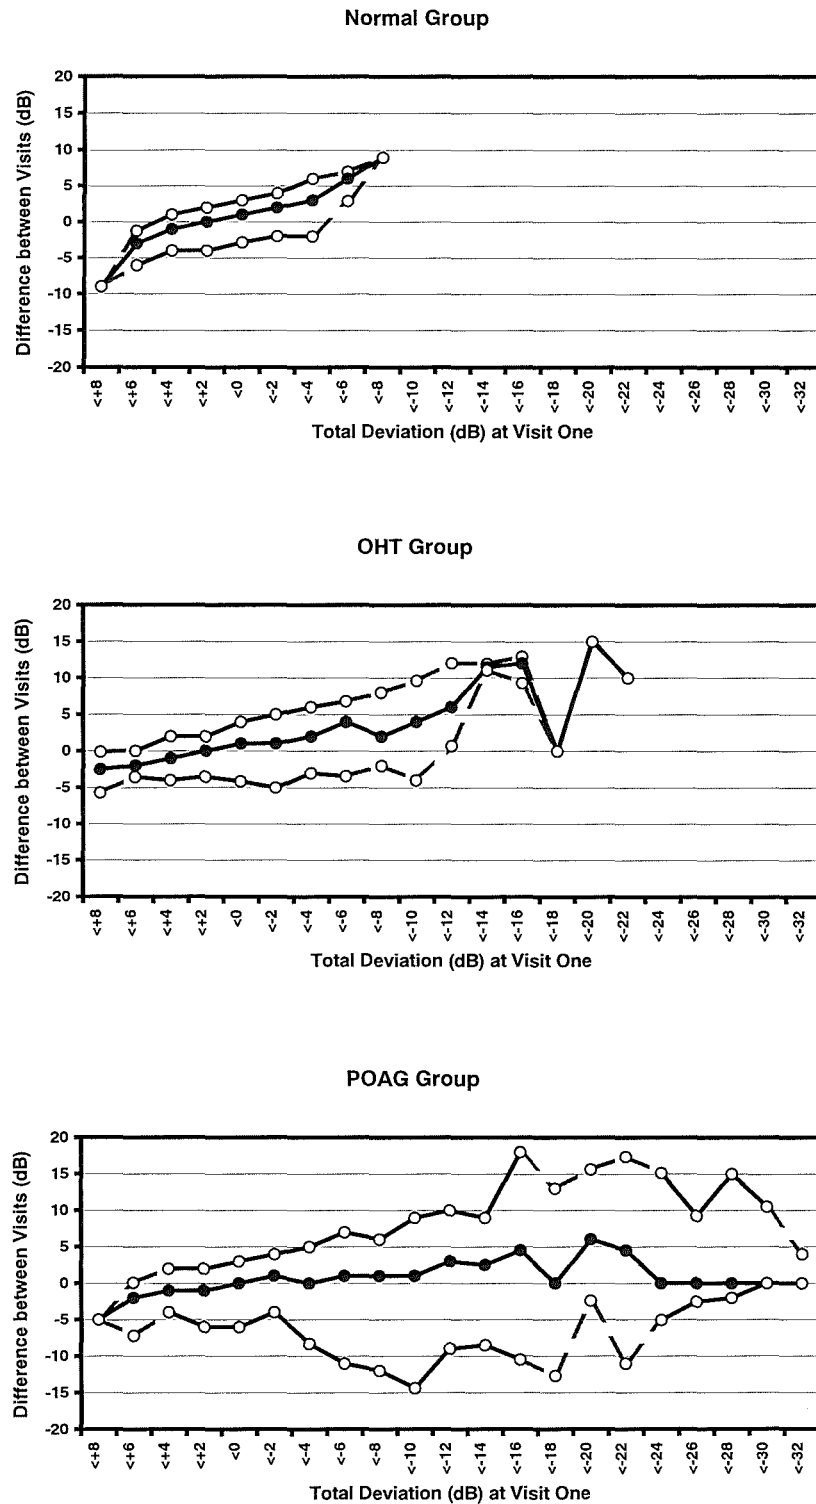 Normal Group
Difference between Visits (dB)
20
15
10
5
0
-5
-10
-15
-20
<+8 <+6 <+4 <+2 <0 <-2 <-4 <-6 <-8 <-10 <-12 <-14 <-16 <-18 <-20 <-22 <-24 <-26 <-28 <-30 <-32
Total Deviation (dB) at Visit One
OHT Group
Difference between Visits (dB)
20
15
10
5
0
-5
-10
-15
-20
<+8 <+6 <+4 <+2 <0 <-2 <-4 <-6 <-8 <-10 <-12 <-14 <-16 <-18 <-20 <-22 <-24 <-26 <-28 <-30 <-32
Total Deviation (dB) at Visit One
POAG Group
Difference between Visits (dB)
20
15
10
5
0
-5
-10
-15
-20
<+8 <+6 <+4 <+2 <0 <-2 <-4 <-6 <-8 <-10 <-12 <-14 <-16 <-18 <-20 <-22 <-24 <-26 <-28 <-30 <-32
Total Deviation (dB) at Visit One